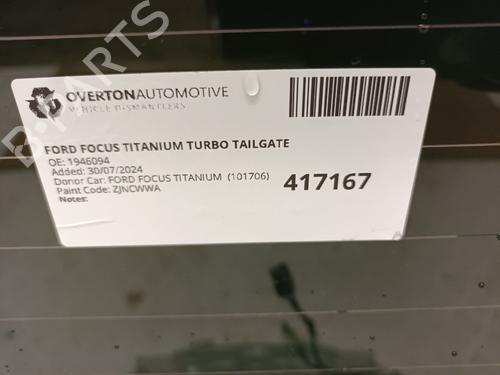 PARTS
OVERTONAUTOMOTIVE
VEHICLE DISMANTLERS
FORD FOCUS TITANIUM TURBO TAILGATE
OE: 1946094
Added: 30/07/2024
Donor Car: FORD FOCUS TITANIUM (101706)
Paint Code: ZJNCWWA
Notes:
417167